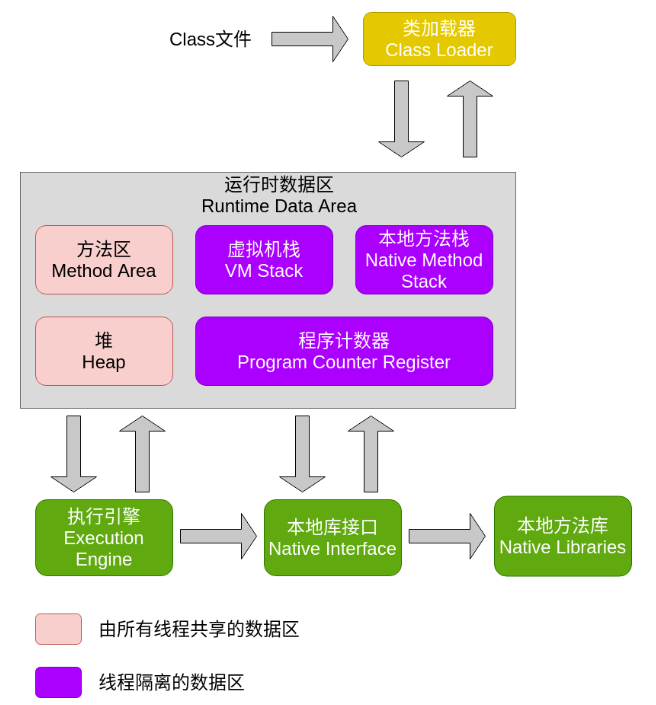 Class文件
类加载器
Class Loader
运行时数据区
Runtime Data Area
方法区
Method Area
虚拟机栈
VM Stack
本地方法栈
Native Method
Stack
堆
Heap
程序计数器
Program Counter Register
执行引擎
Execution
Engine
本地库接口
Native Interface
本地方法库
Native Libraries
由所有线程共享的数据区
线程隔离的数据区